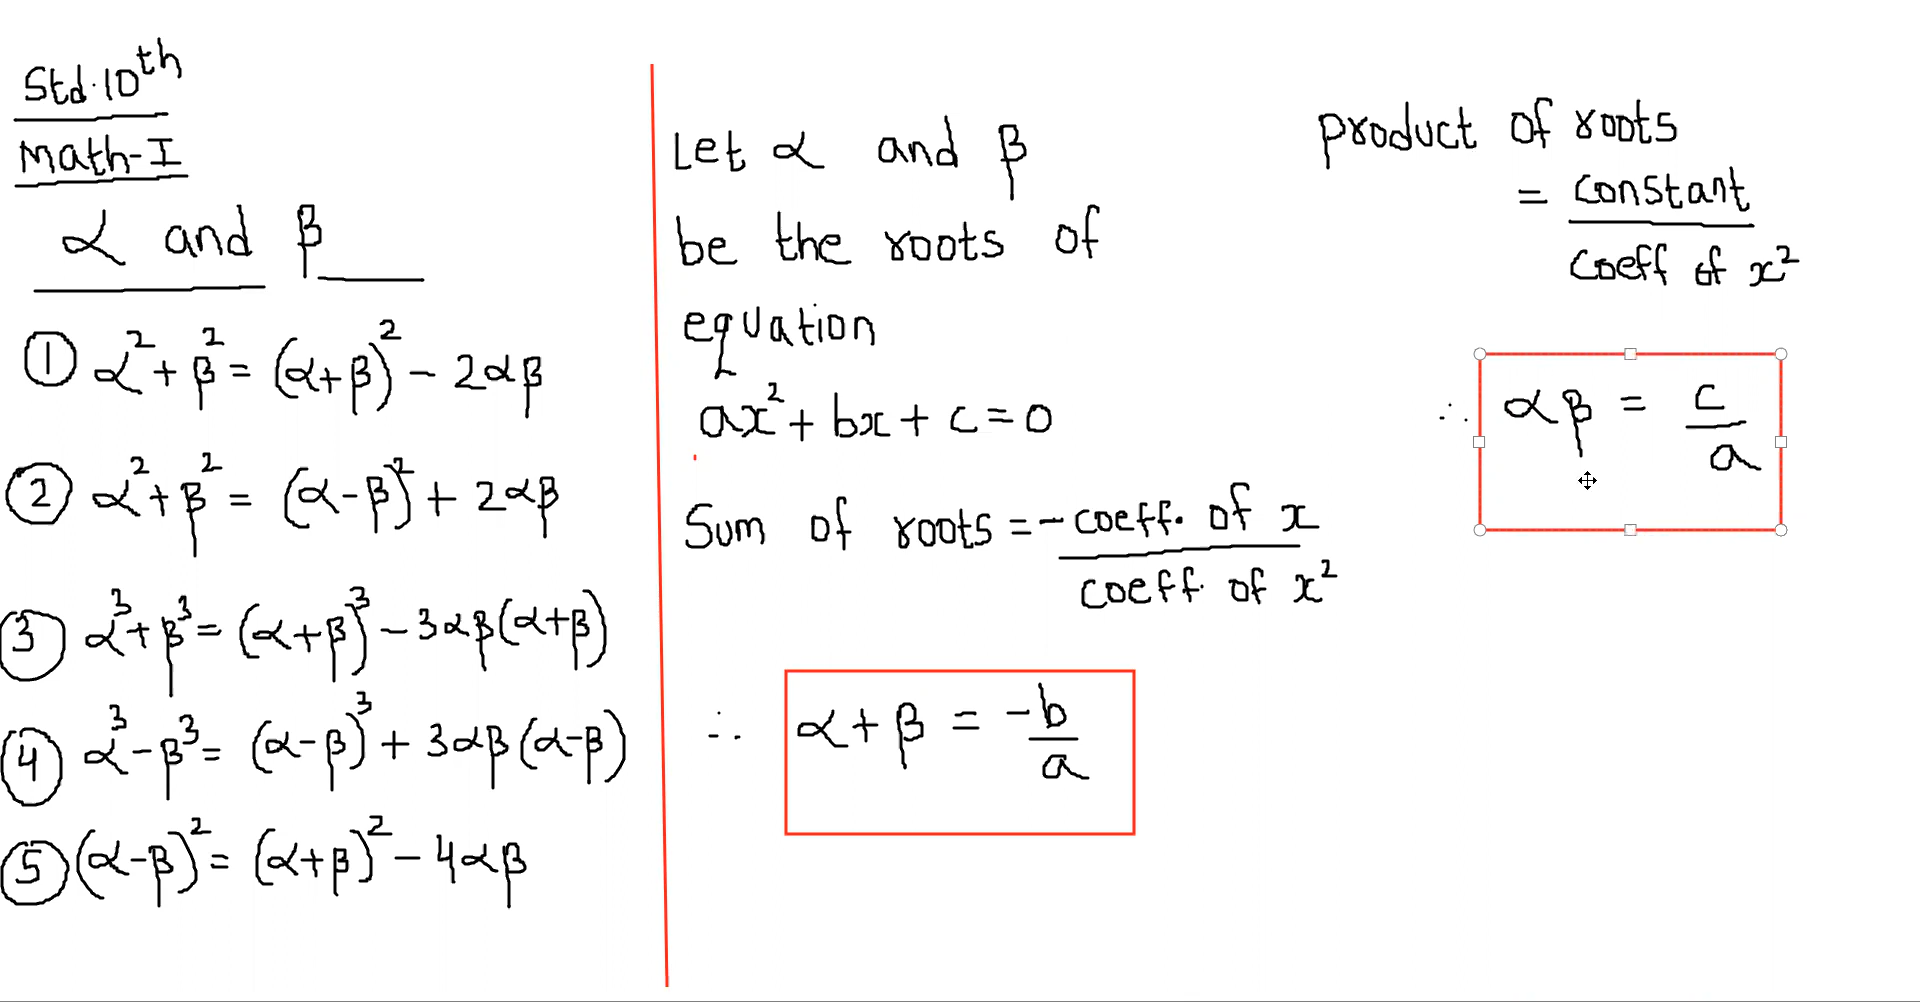 Std.10th
Math-I
α and β
① α²+β² = (α+β)² - 2αβ
② α²+β² = (α-β)² + 2αβ
③ α³+β³ = (α+β)³ - 3αβ(α+β)
④ α³-β³ = (α-β)³ + 3αβ(α-β)
⑤ (α-β)² = (α+β)² - 4αβ
Let α and β
be the roots of
equation
ax²+bx+c=0
Sum of roots = -coeff. of x
coeff. of x²
∴ α+β = -b
a
product of roots
= constant
coeff of x²
∴ αβ = c
a